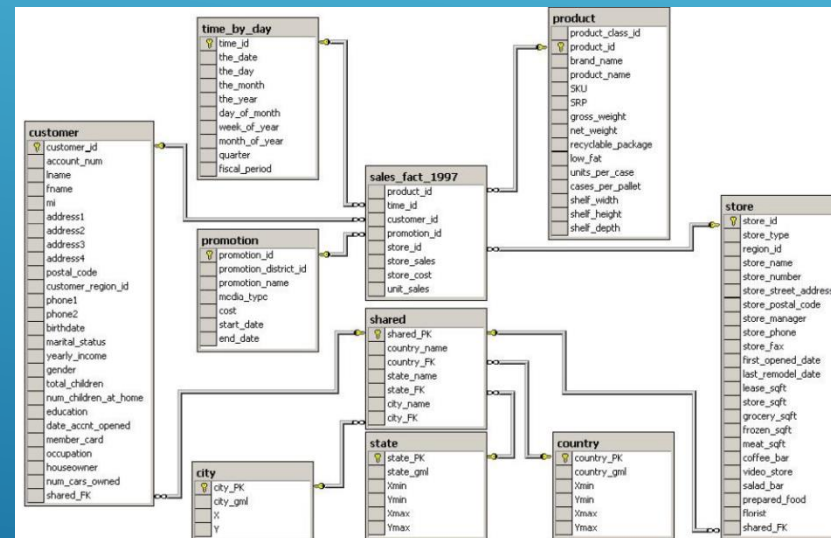 time_by_day
time_id
the_date
the_day
the_month
the_year
day_of_month
week_of_year
month_of_year
quarter
fiscal_period
product
product_class_id
product_id
brand_name
product_name
SKU
SRP
gross_weight
net_weight
recyclable_package
low_fat
units_per_case
cases_per_pallet
shelf_width
shelf_height
shelf_depth
customer
customer_id
account_num
lname
fname
mi
address1
address2
address3
address4
postal_code
customer_region_id
phone1
phone2
birthdate
marital_status
yearly_income
gender
total_children
num_children_at_home
education
date_accnt_opened
member_card
occupation
houseowner
num_cars_owned
shared_FK
sales_fact_1997
product_id
time_id
customer_id
promotion_id
store_id
store_sales
store_cost
unit_sales
promotion
promotion_id
promotion_district_id
promotion_name
media_type
cost
start_date
end_date
store
store_id
store_type
region_id
store_name
store_number
store_street_address
store_postal_code
store_manager
store_phone
store_fax
first_opened_date
last_remodel_date
lease_sqft
store_sqft
grocery_sqft
frozen_sqft
meat_sqft
coffee_bar
video_store
salad_bar
prepared_food
florist
shared_FK
shared
shared_PK
country_name
country_FK
state_name
state_FK
city_name
city_FK
city
city_PK
city_gml
X
Y
state
state_PK
state_gml
Xmin
Ymin
Xmax
Ymax
country
country_PK
country_gml
Xmin
Ymin
Xmax
Ymax